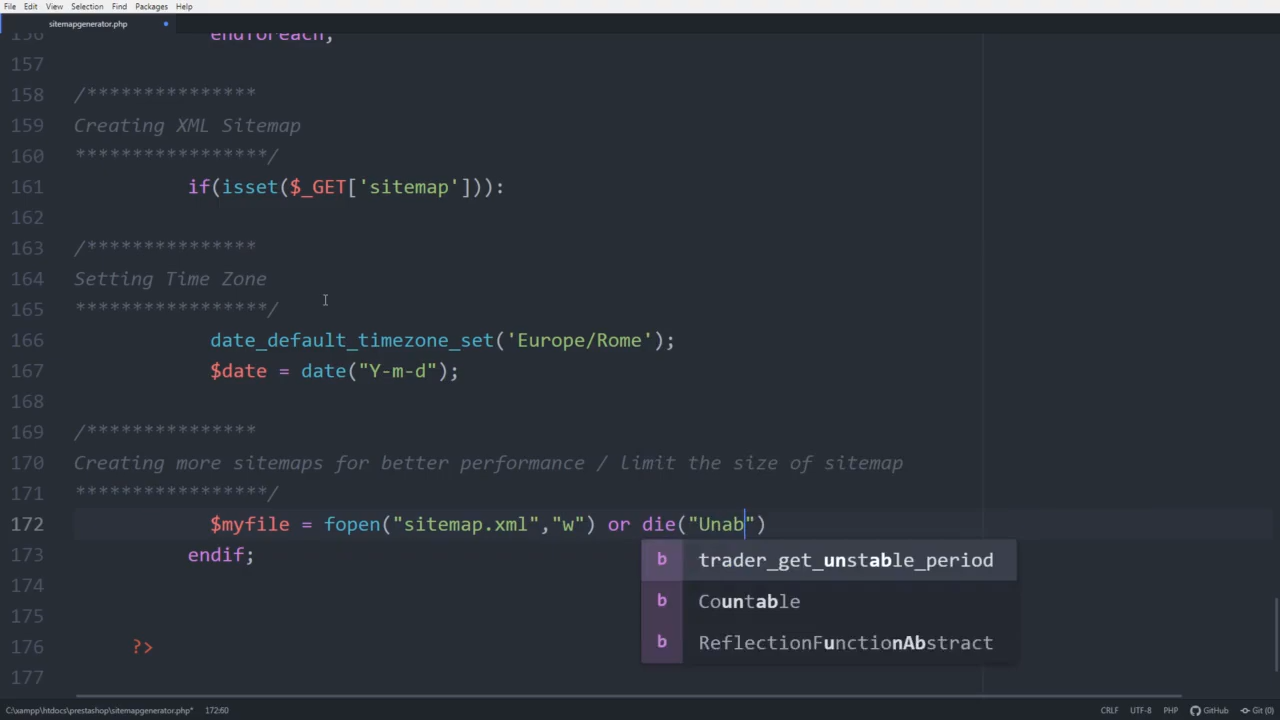 File Edit View Selection Find Packages Help
sitemapgenerator.php
156 endforeach;
157
158 /***************
159 Creating XML Sitemap
160 *****************/
161 if(isset($_GET['sitemap'])):
162
163 /***************
164 Setting Time Zone
165 *****************/
166 date_default_timezone_set('Europe/Rome');
167 $date = date("Y-m-d");
168
169 /***************
170 Creating more sitemaps for better performance / limit the size of sitemap
171 *****************/
172 $myfile = fopen("sitemap.xml","w") or die("Unab")
173 endif;
b trader_get_unstable_period
174
b Countable
175
b ReflectionFunctionAbstract
176 ?>
177
C:\xampp\htdocs\prestashop\sitemapgenerator.php* 172:60 CRLF UTF-8 PHP GitHub Git (0)